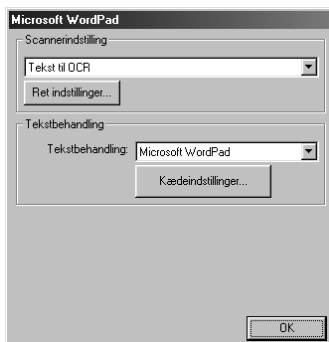 Microsoft WordPad
Scannerindstilling
Tekst til OCR
Ret indstillinger...
Tekstbehandling
Tekstbehandling: Microsoft WordPad
Kædeindstillinger...
OK